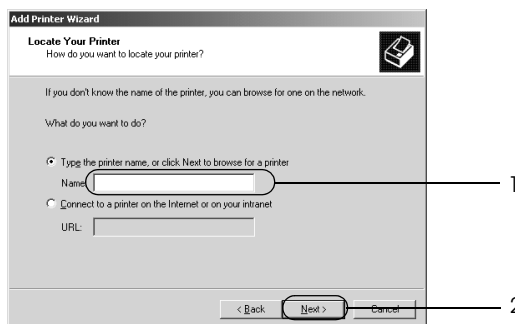 Add Printer Wizard
Locate Your Printer
How do you want to locate your printer?
If you don't know the name of the printer, you can browse for one on the network.
What do you want to do?
Type the printer name, or click Next to browse for a printer
Name:
1
Connect to a printer on the Internet or on your intranet
URL:
< Back Next > Cancel
2